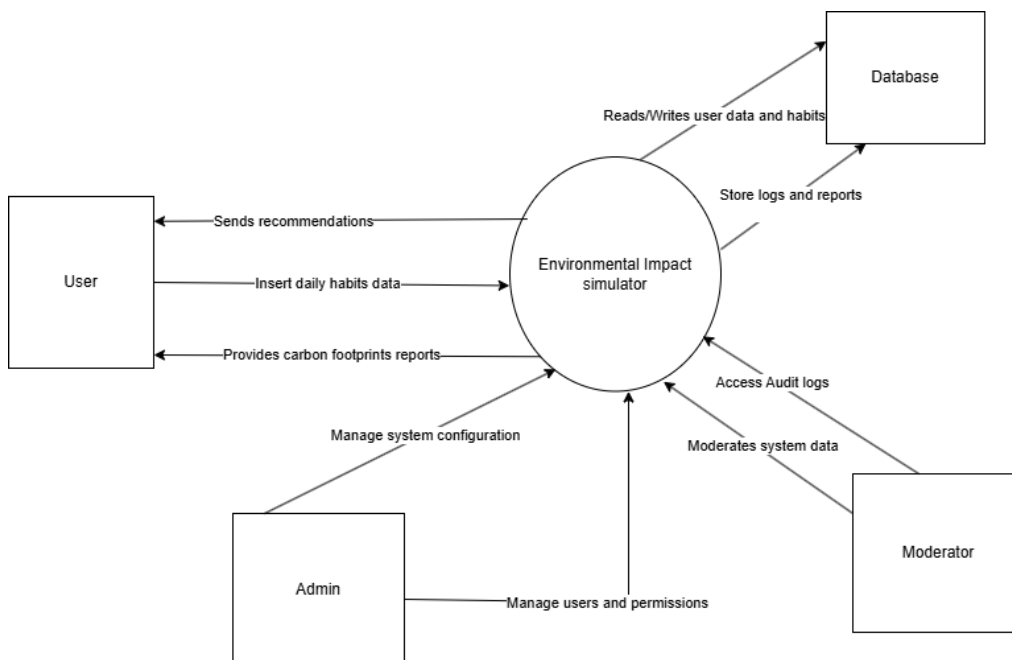 Database
Reads/Writes user data and habits
Store logs and reports
Sends recommendations
Environmental Impact
simulator
User
Insert daily habits data
Provides carbon footprints reports
Access Audit logs
Manage system configuration
Moderates system data
Moderator
Admin
Manage users and permissions